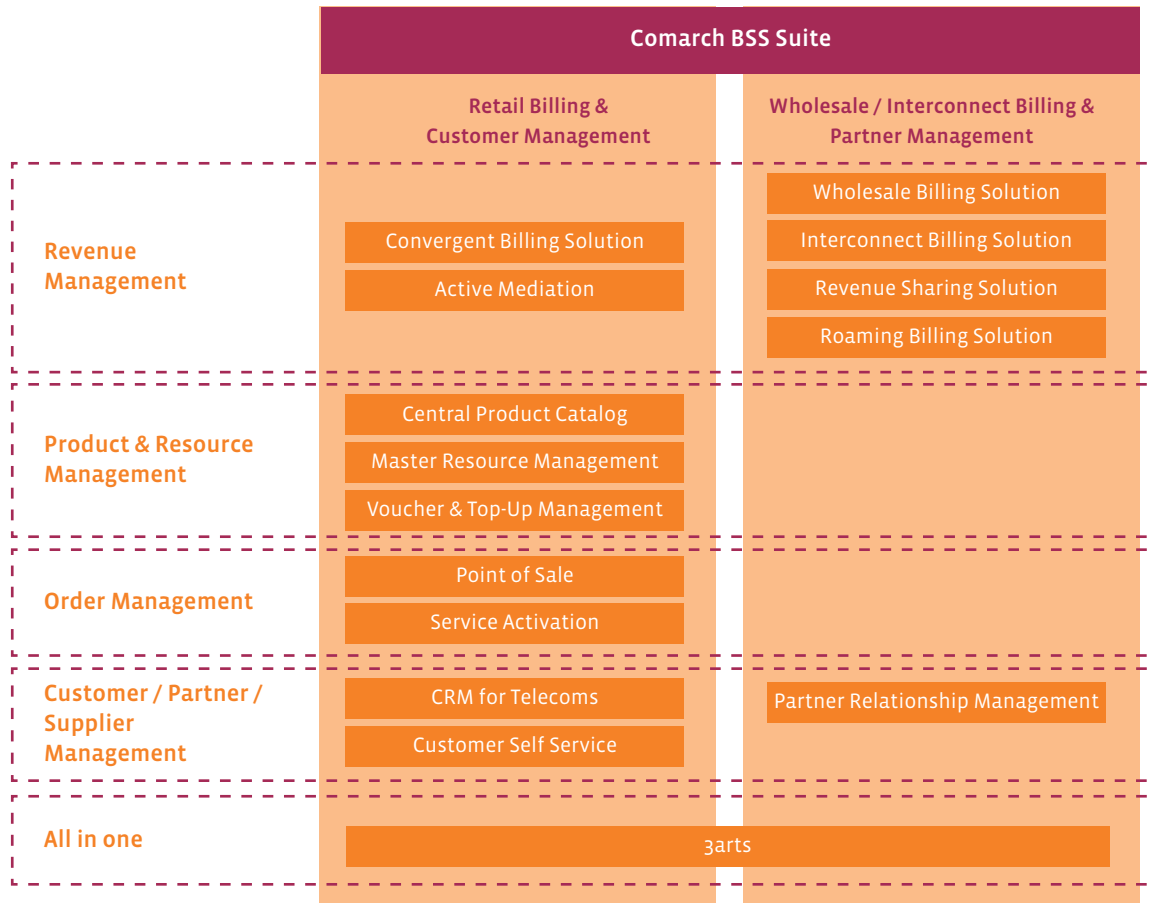 Comarch BSS Suite
Retail Billing &
Customer Management
Wholesale / Interconnect Billing &
Partner Management
Revenue
Management
Convergent Billing Solution
Active Mediation
Wholesale Billing Solution
Interconnect Billing Solution
Revenue Sharing Solution
Roaming Billing Solution
Product & Resource
Management
Central Product Catalog
Master Resource Management
Voucher & Top-Up Management
Order Management
Point of Sale
Service Activation
Customer / Partner /
Supplier
Management
CRM for Telecoms
Customer Self Service
Partner Relationship Management
All in one
3arts